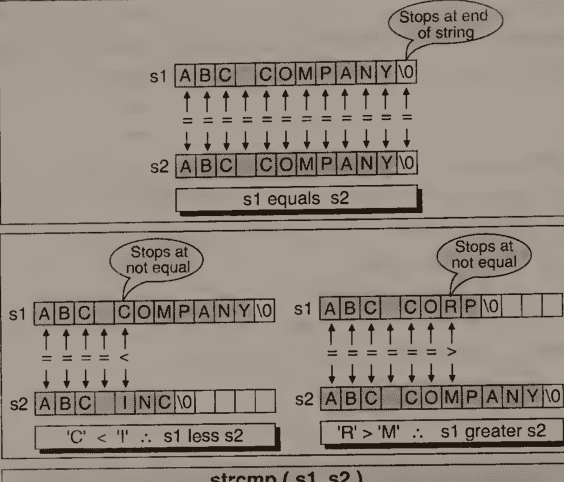 Stops at end
of string
s1 A B C C O M P A N Y \0
= = = = = = = = = = = =
s2 A B C C O M P A N Y \0
s1 equals s2
Stops at
not equal
s1 A B C C O M P A N Y \0
= = = = <
s2 A B C I N C \0
'C' < 'I' ∴ s1 less s2
Stops at
not equal
s1 A B C C O R P \0
= = = = = = >
s2 A B C C O M P A N Y \0
'R' > 'M' ∴ s1 greater s2
strcmp ( s1, s2 )